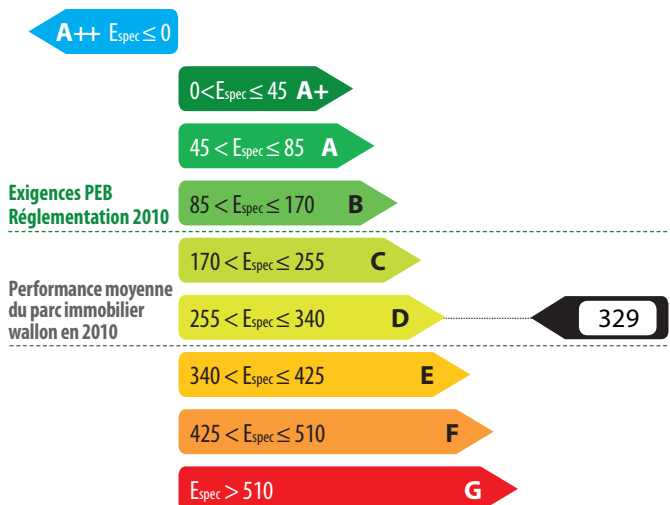 A++ Espec ≤ 0
0<Espec ≤ 45 A+
45 < Espec ≤ 85 A
Exigences PEB
Réglementation 2010
85 < Espec ≤ 170 B
170 < Espec ≤ 255 C
Performance moyenne
du parc immobilier
wallon en 2010
255 < Espec ≤ 340 D
329
340 < Espec ≤ 425 E
425 < Espec ≤ 510 F
Espec > 510 G